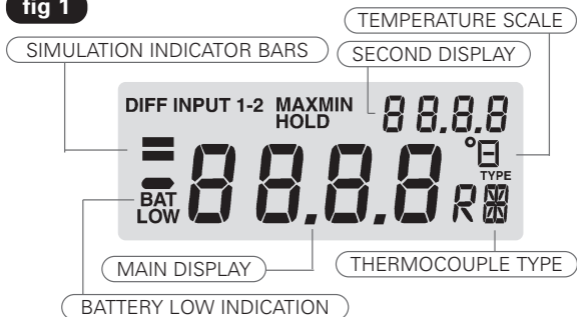 fig 1
TEMPERATURE SCALE
SIMULATION INDICATOR BARS
SECOND DISPLAY
DIFF INPUT 1-2 MAXMIN
HOLD
88.8.8
°8
TYPE
BAT
LOW
88.8.8
R
MAIN DISPLAY
THERMOCOUPLE TYPE
BATTERY LOW INDICATION